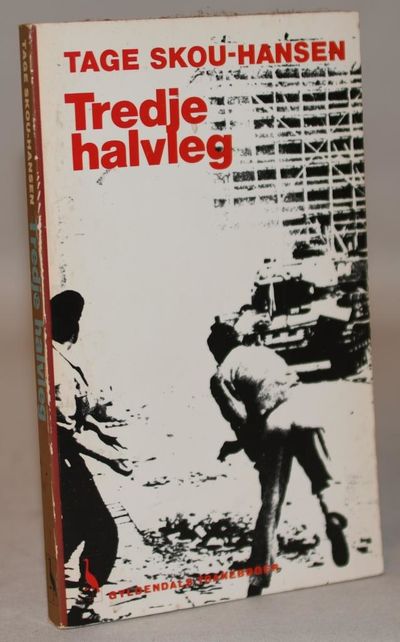 TAGE SKOU-HANSEN
Tredje
halvleg
GYLDENDALS TRANEBØGER
TAGE SKOU-HANSEN Tredje halvleg